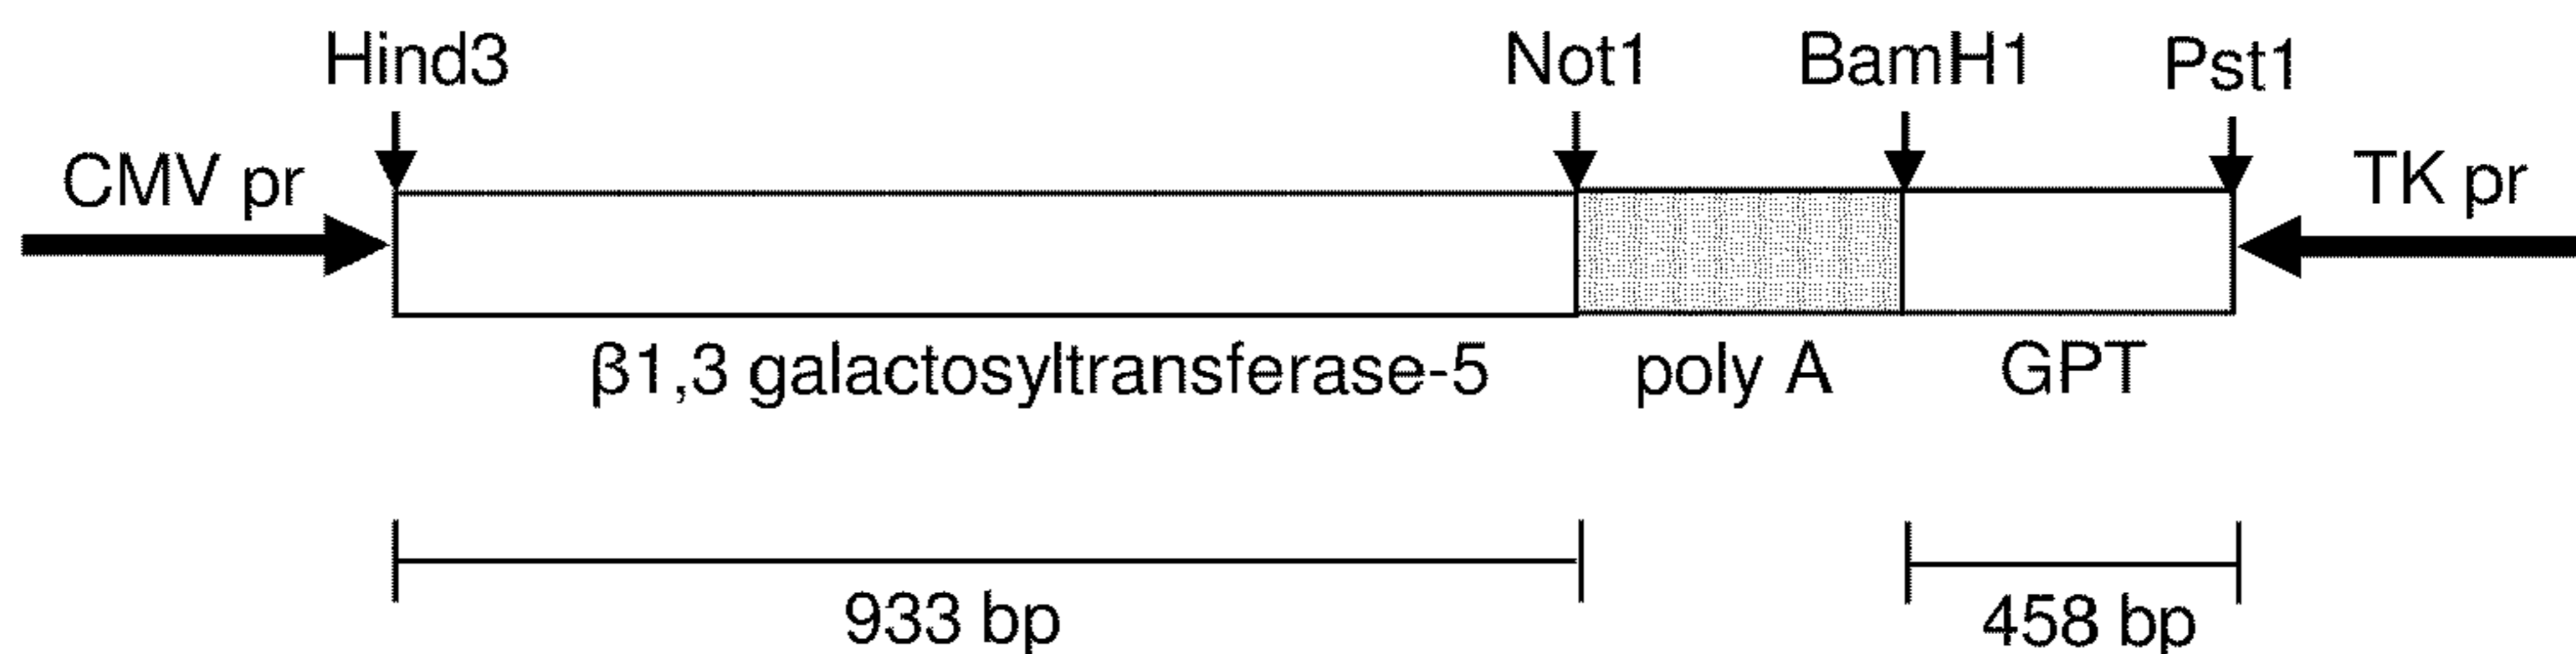 Hind3 Not1 BamH1 Pst1
CMV pr TK pr
β1,3 galactosyltransferase-5 poly A GPT
933 bp 458 bp